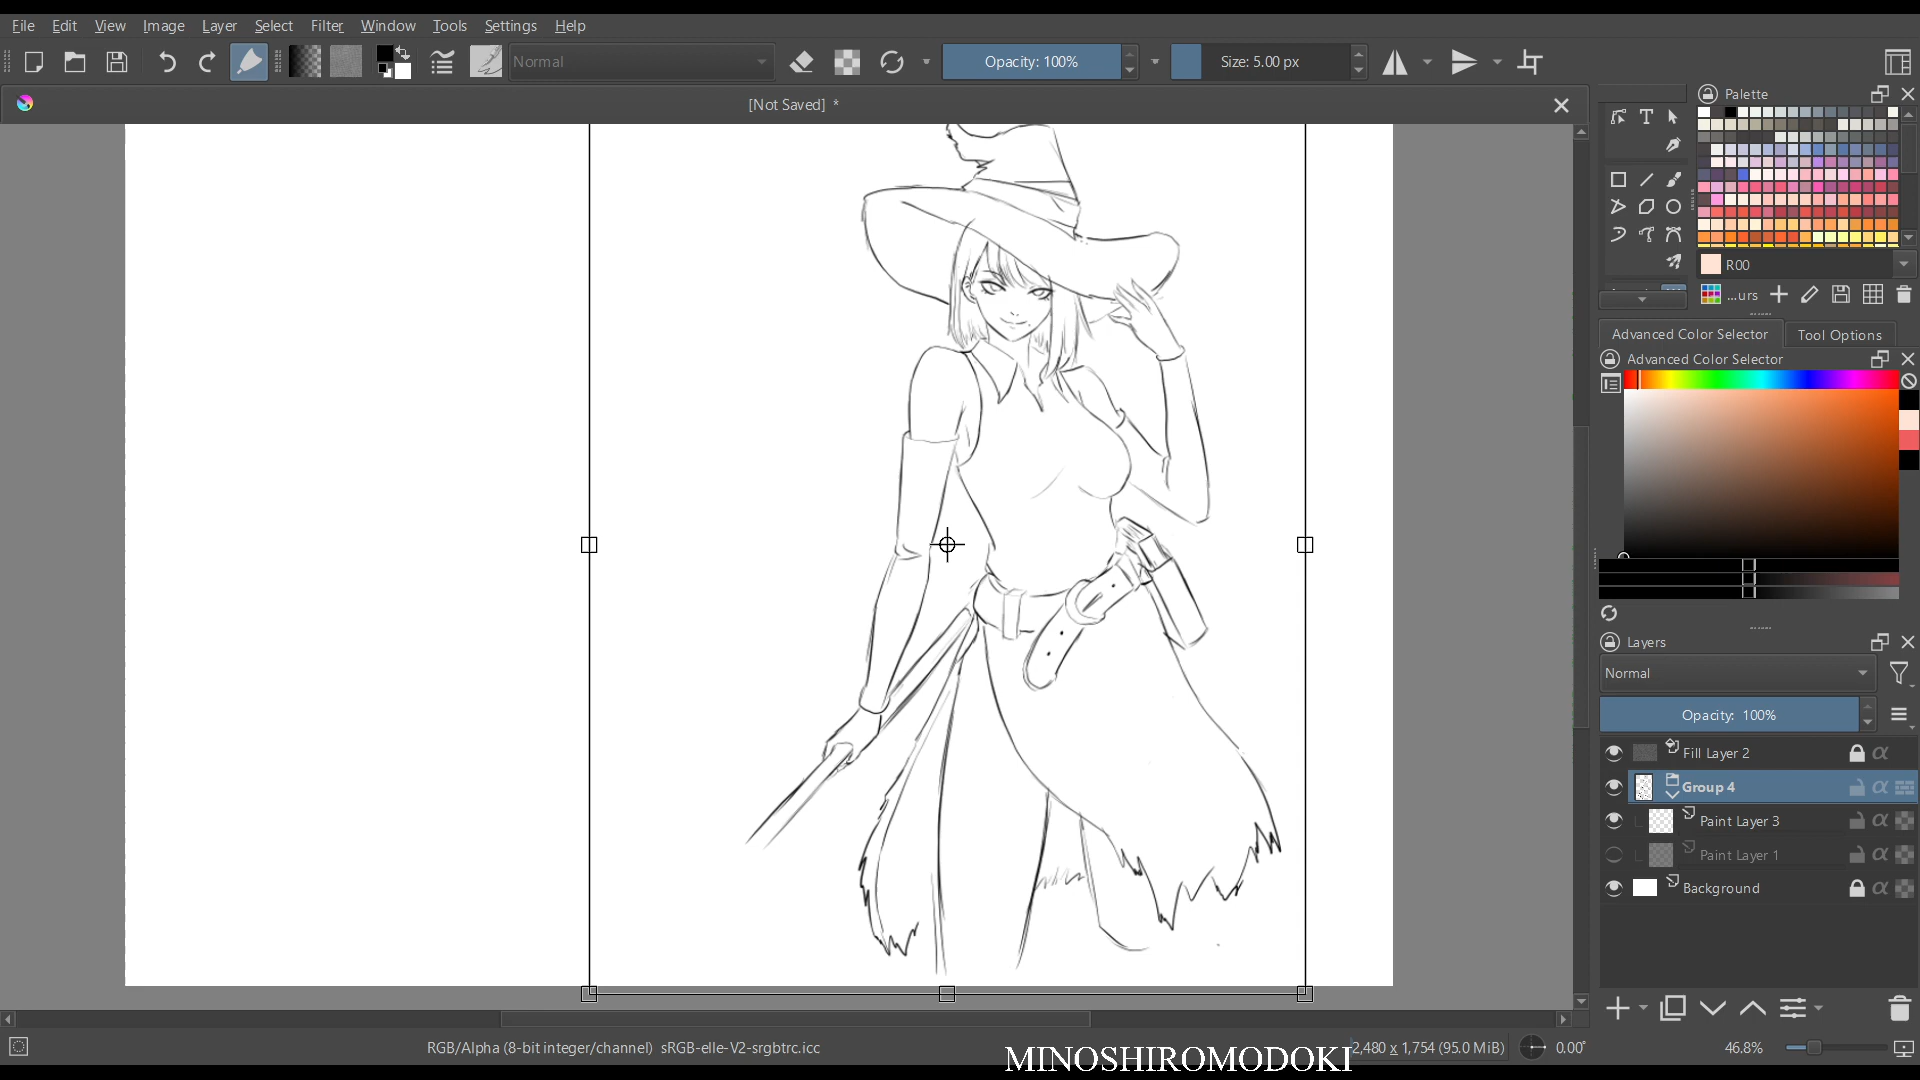 File Edit View Image Layer Select Filter Window Tools Settings Help
Normal Opacity: 100% Size: 5.00 px
[Not Saved] *
Palette
R00
...urs
Advanced Color Selector Tool Options
Advanced Color Selector
Layers
Normal
Opacity: 100%
Fill Layer 2
Group 4
Paint Layer 3
Paint Layer 1
Background
RGB/Alpha (8-bit integer/channel) sRGB-elle-V2-srgbtrc.icc 2,480 x 1,754 (95.0 MiB) 0.00° 46.8%
MINOSHIROMODOKI